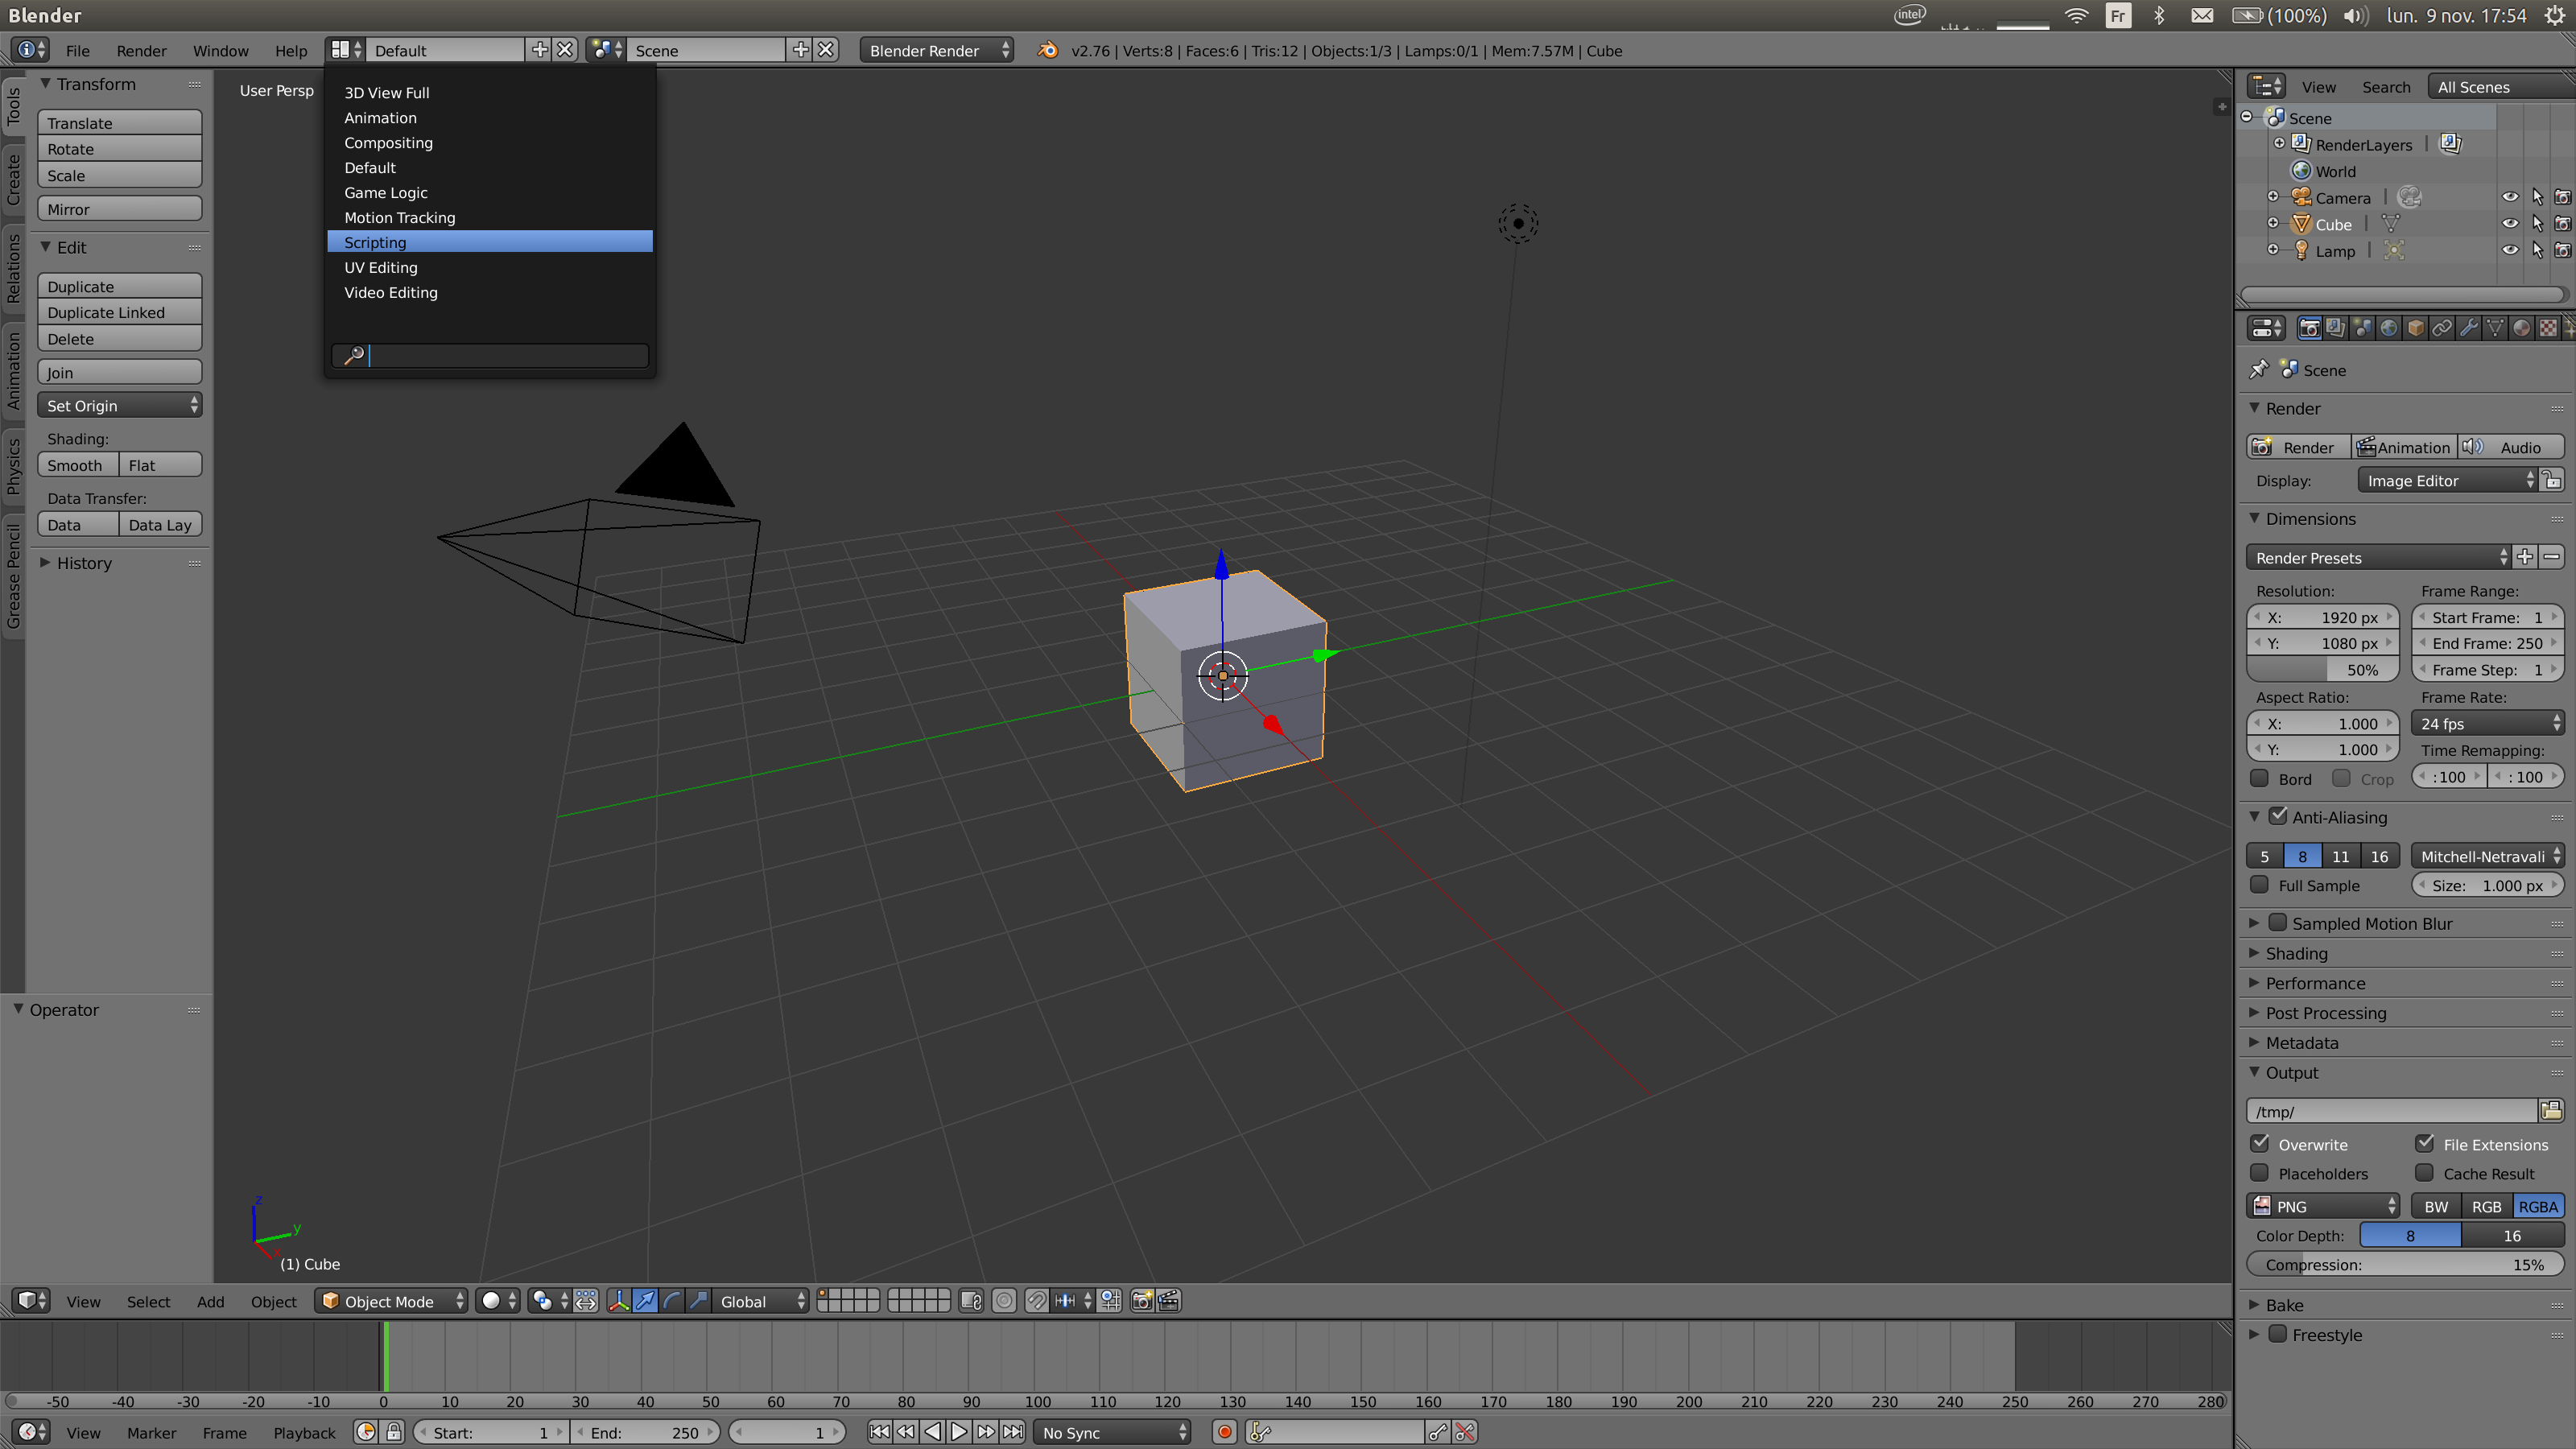 Blender
intel
Fr
(100%)
lun. 9 nov. 17:54
File Render Window Help Default Scene Blender Render v2.76 | Verts:8 | Faces:6 | Tris:12 | Objects:1/3 | Lamps:0/1 | Mem:7.57M | Cube
Tools
Create
Relations
Animation
Physics
Grease Pencil
Transform
Translate
Rotate
Scale
Mirror
Edit
Duplicate
Duplicate Linked
Delete
Join
Set Origin
Shading:
Smooth Flat
Data Transfer:
Data Data Lay
History
Operator
User Persp
3D View Full
Animation
Compositing
Default
Game Logic
Motion Tracking
Scripting
UV Editing
Video Editing
z
y
x
(1) Cube
View Select Add Object Object Mode Global
-50 -40 -30 -20 -10 0 10 20 30 40 50 60 70 80 90 100 110 120 130 140 150 160 170 180 190 200 210 220 230 240 250 260 270 280
View Marker Frame Playback Start: 1 End: 250 1 No Sync
View Search All Scenes
Scene
RenderLayers |
World
Camera |
Cube |
Lamp |
Scene
Render
Render Animation Audio
Display: Image Editor
Dimensions
Render Presets
Resolution: Frame Range:
X: 1920 px Start Frame: 1
Y: 1080 px End Frame: 250
50% Frame Step: 1
Aspect Ratio: Frame Rate:
X: 1.000 24 fps
Y: 1.000 Time Remapping:
Bord Crop :100 : 100
Anti-Aliasing
5 8 11 16 Mitchell-Netravali
Full Sample Size: 1.000 px
Sampled Motion Blur
Shading
Performance
Post Processing
Metadata
Output
/tmp/
Overwrite File Extensions
Placeholders Cache Result
PNG BW RGB RGBA
Color Depth: 8 16
Compression: 15%
Bake
Freestyle